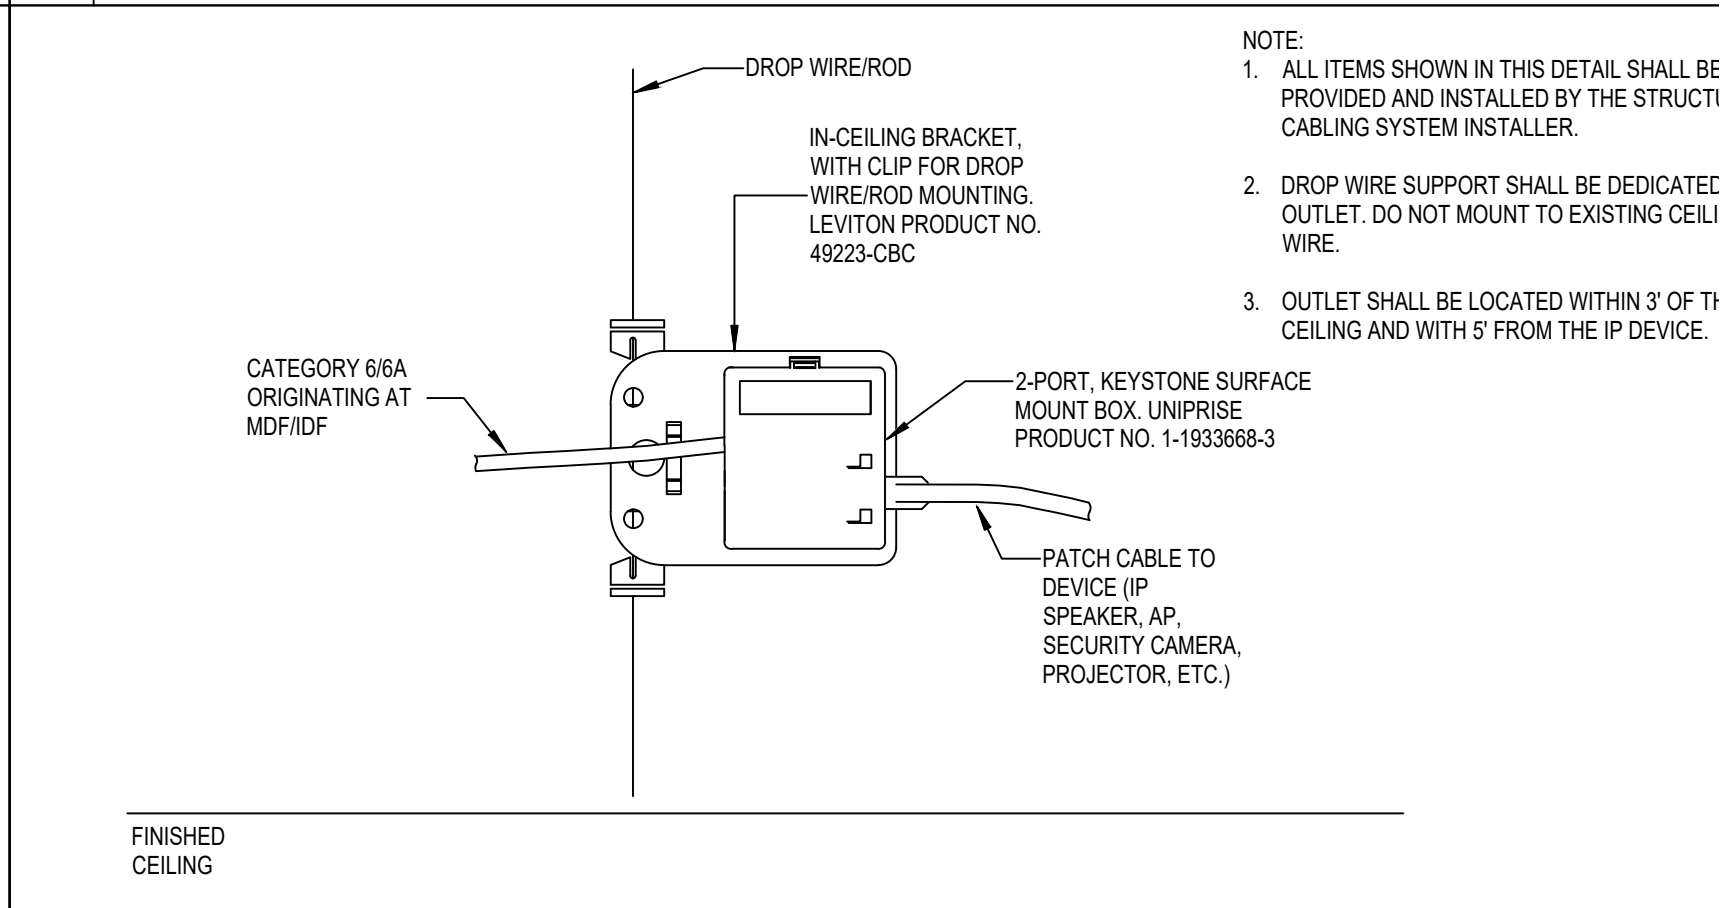 DROP WIRE/ROD
IN-CEILING BRACKET,
WITH CLIP FOR DROP
WIRE/ROD MOUNTING.
LEVITON PRODUCT NO.
49223-CBC
CATEGORY 6/6A
ORIGINATING AT
MDF/IDF
2-PORT, KEYSTONE SURFACE
MOUNT BOX. UNIPRISE
PRODUCT NO. 1-1933668-3
PATCH CABLE TO
DEVICE (IP
SPEAKER, AP,
SECURITY CAMERA,
PROJECTOR, ETC.)
FINISHED
CEILING
NOTE:
1. ALL ITEMS SHOWN IN THIS DETAIL SHALL BE
PROVIDED AND INSTALLED BY THE
CABLING SYSTEM INSTALLER.
2. DROP WIRE SUPPORT SHALL BE DEDICATED
OUTLET. DO NOT MOUNT TO EXISTING
WIRE.
3. OUTLET SHALL BE LOCATED WITHIN 3' OF
CEILING AND WITH 5' FROM THE IP DEVICE.